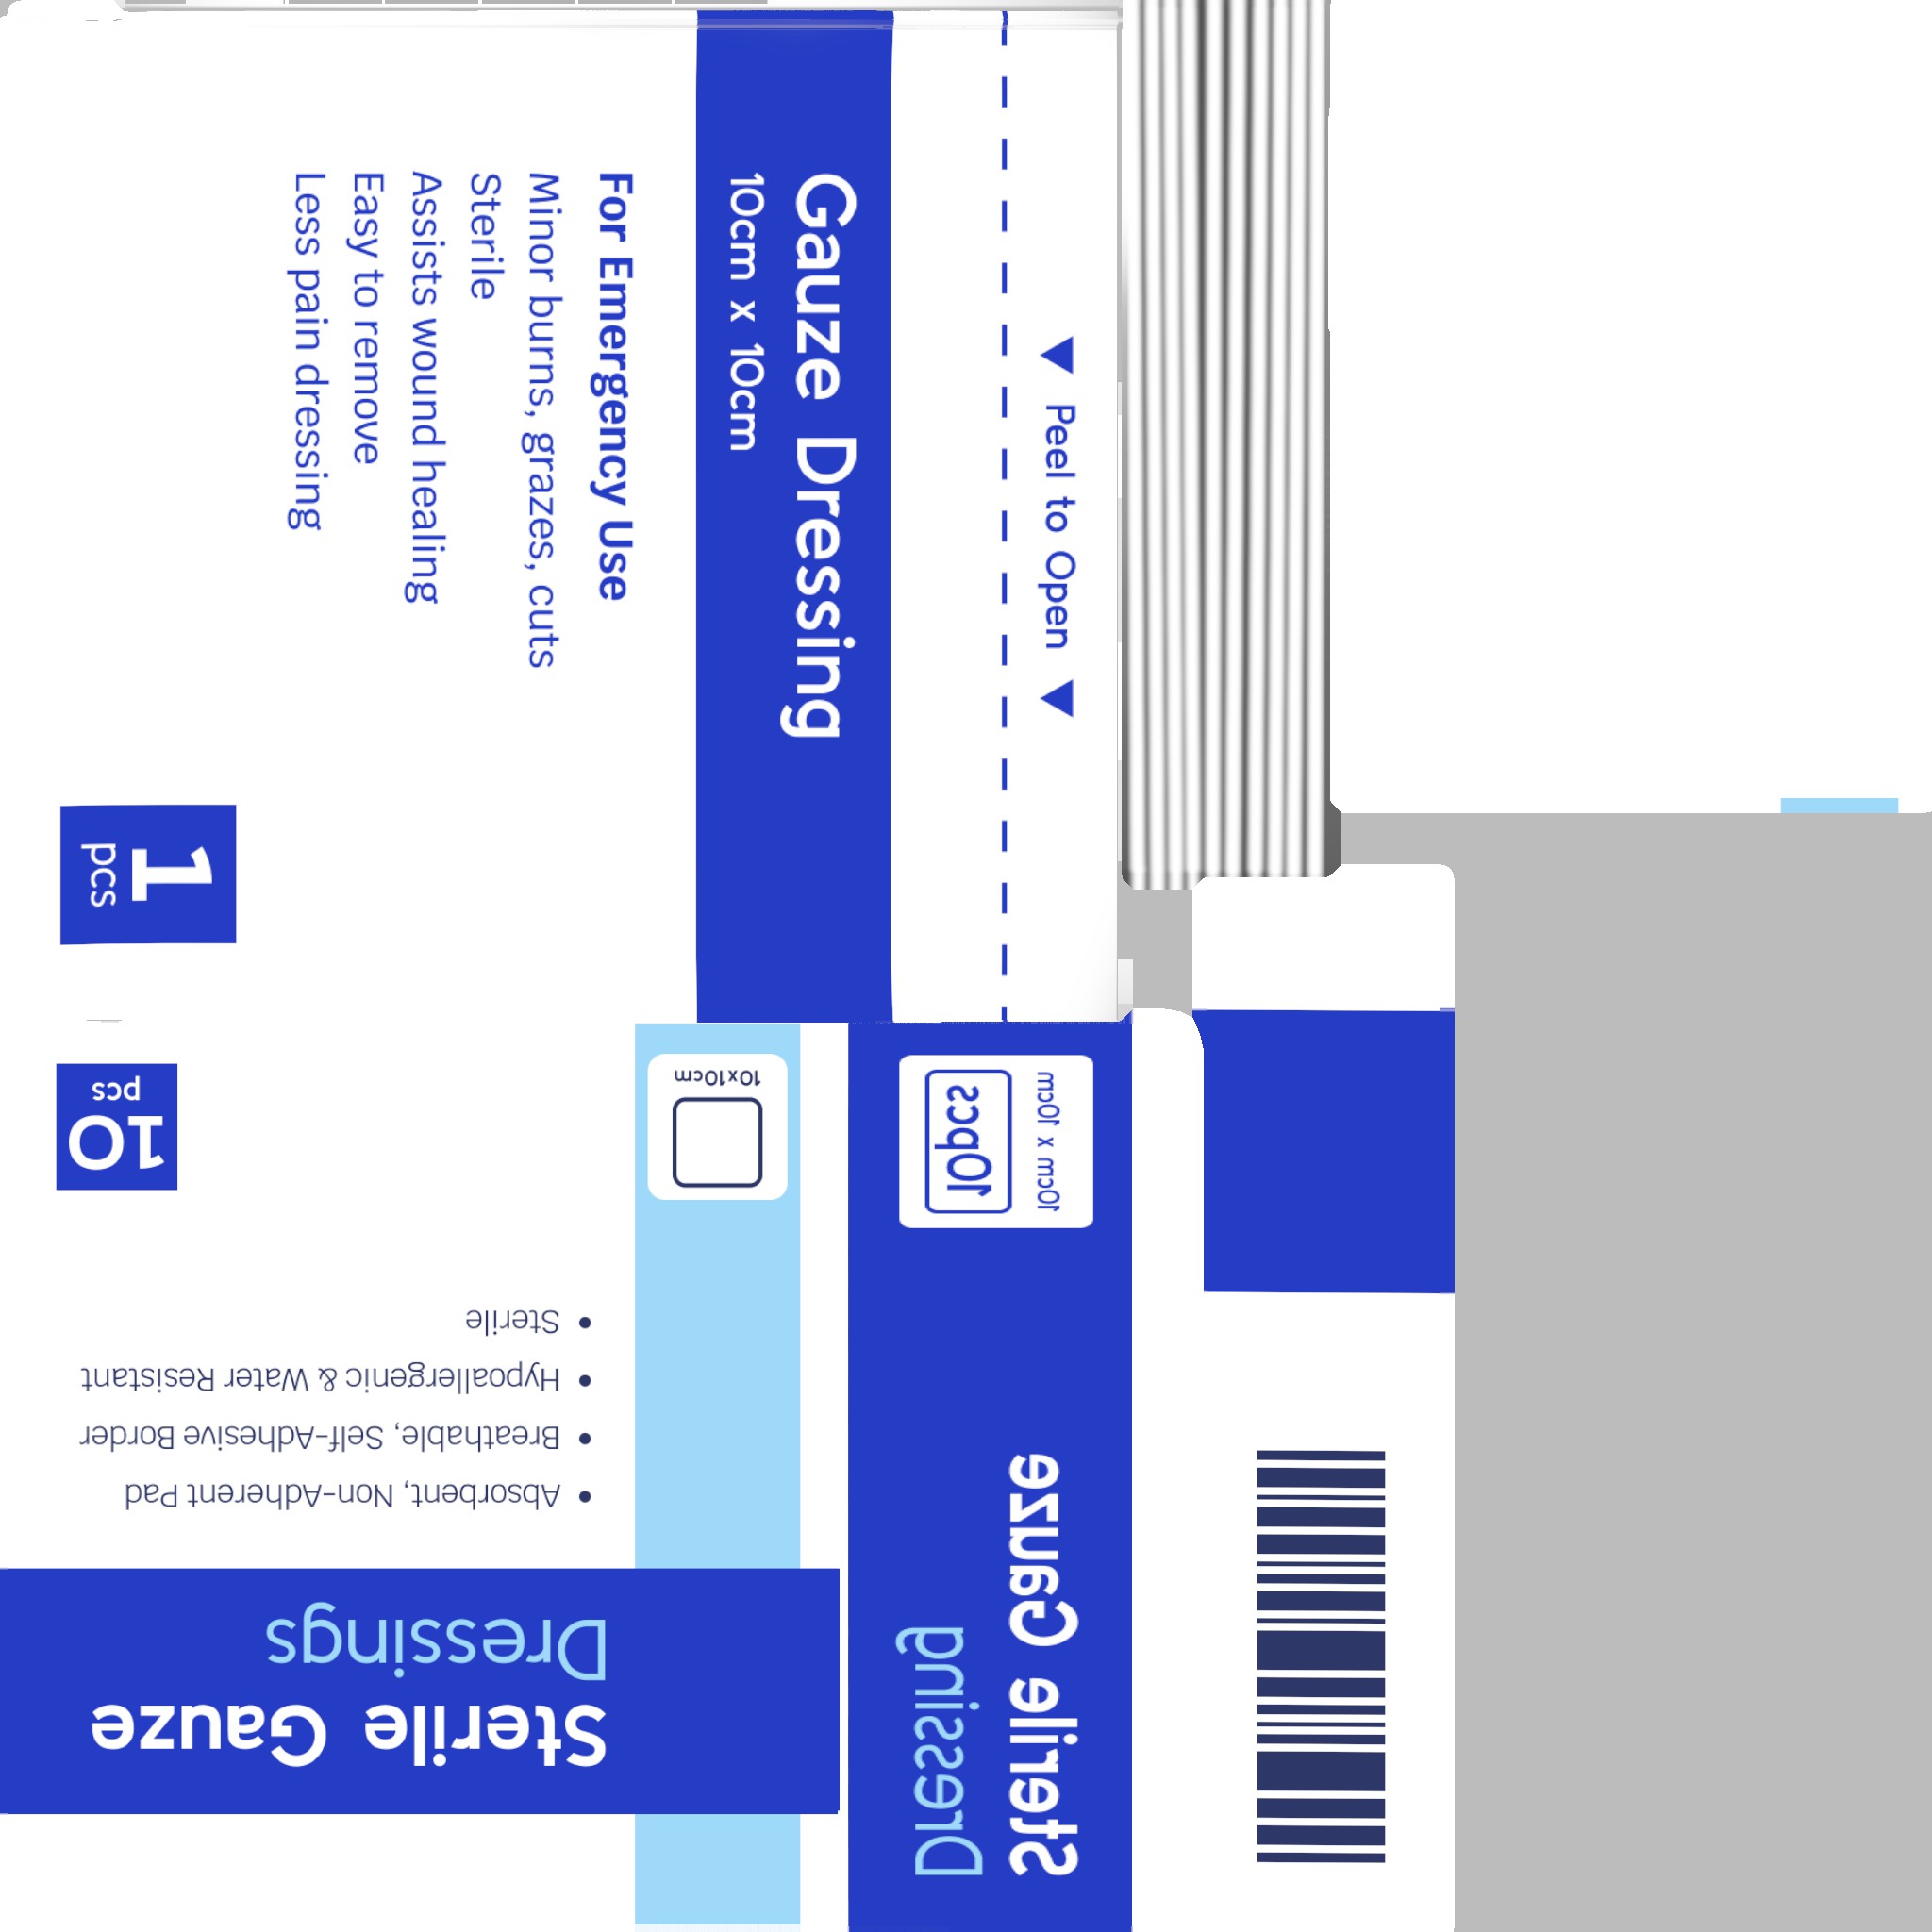 Peel to Open
Gauze Dressing
10cm x 10cm
For Emergency Use
Minor burns, grazes, cuts
Sterile
Assists wound healing
Easy to remove
Less pain dressing
1
pcs
Sterile Gauze
Dressings
• Absorbent, Non-Adherent Pad
• Breathable, Self-Adhesive Border
• Hypoallergenic & Water Resistant
• Sterile
10
pcs
10x10cm
Sterile Gauze
Dressing
10cm x 10cm
10pcs